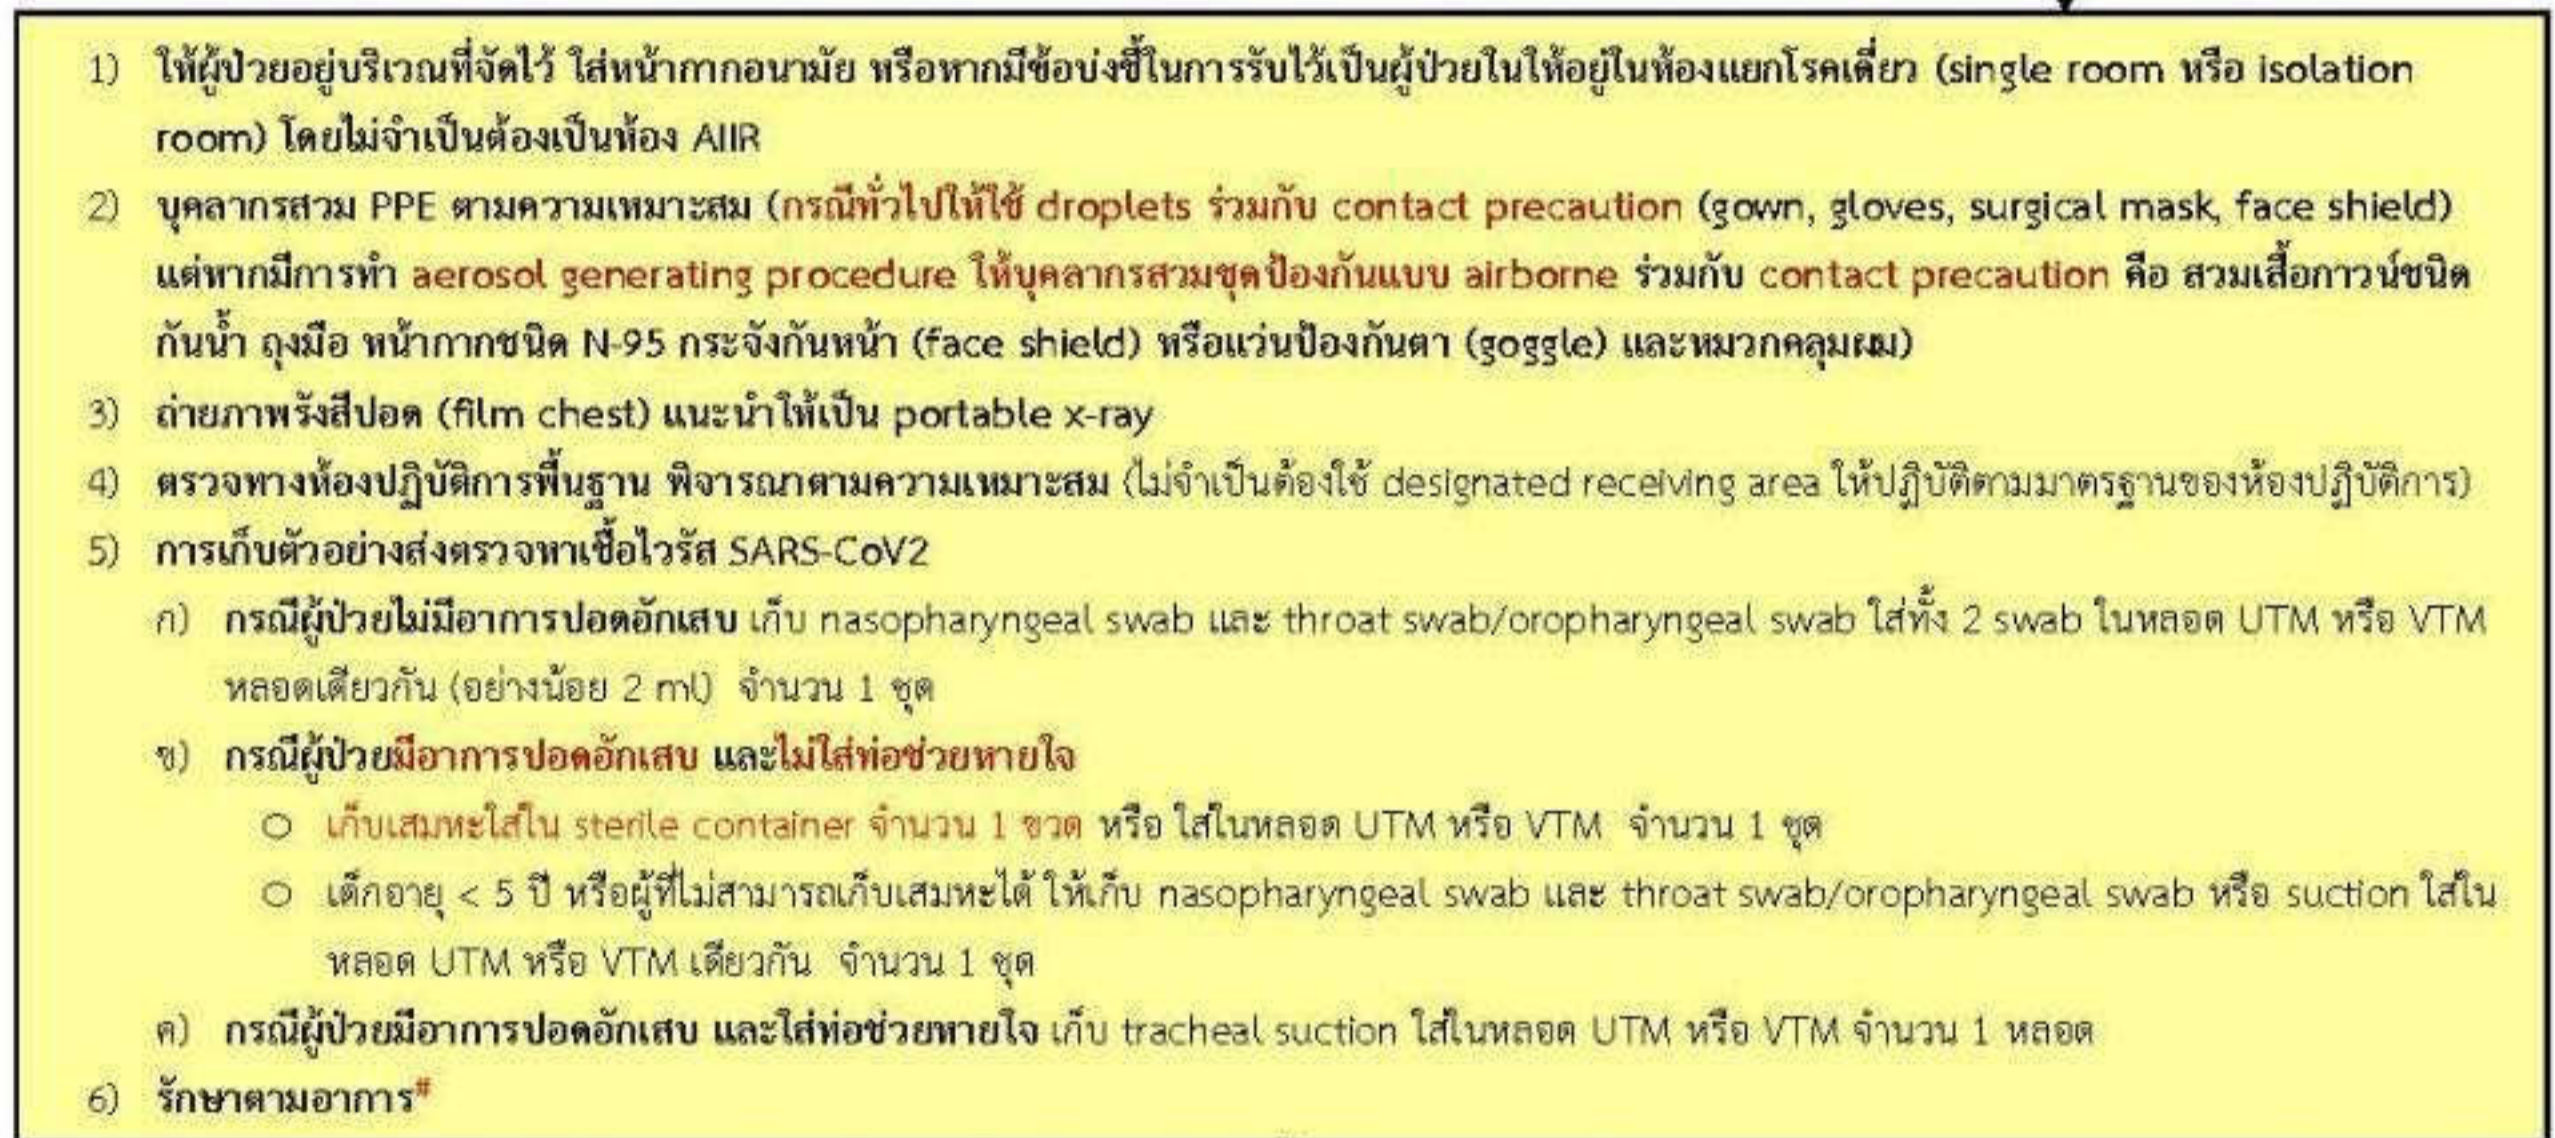 1) ให้ผู้ป่วยอยู่บริเวณที่จัดไว้ ใส่หน้ากากอนามัย หรือหากมีข้อบ่งชี้ในการรับไว้เป็นผู้ป่วยในให้อยู่ในห้องแยกโรคเดี่ยว (single room หรือ isolation
room) โดยไม่จำเป็นต้องเป็นห้อง AIIR
2) บุคลากรสวม PPE ตามความเหมาะสม (กรณีทั่วไปให้ใช้ droplets ร่วมกับ contact precaution (gown, gloves, surgical mask, face shield)
แต่หากมีการทำ aerosol generating procedure ให้บุคลากรสวมชุดป้องกันแบบ airborne ร่วมกับ contact precaution คือ สวมเสื้อกาวน์ชนิด
กันน้ำ ถุงมือ หน้ากากชนิด N-95 กระจังกันหน้า (face shield) หรือแว่นป้องกันตา (goggle) และหมวกคลุมผม)
3) ถ่ายภาพรังสีปอด (film chest) แนะนำให้เป็น portable x-ray
4) ตรวจทางห้องปฏิบัติการพื้นฐาน พิจารณาตามความเหมาะสม (ไม่จำเป็นต้องใช้ designated receiving area ให้ปฏิบัติตามมาตรฐานของห้องปฏิบัติการ)
5) การเก็บตัวอย่างส่งตรวจหาเชื้อไวรัส SARS-CoV2
ก) กรณีผู้ป่วยไม่มีอาการปอดอักเสบ เก็บ nasopharyngeal swab และ throat swab/oropharyngeal swab ใส่ทั้ง 2 swab ในหลอด UTM หรือ VTM
หลอดเดียวกัน (อย่างน้อย 2 ml) จำนวน 1 ชุด
ข) กรณีผู้ป่วยมีอาการปอดอักเสบ และไม่ใส่ท่อช่วยหายใจ
○ เก็บเสมหะใส่ใน sterile container จำนวน 1 ขวด หรือ ใส่ในหลอด UTM หรือ VTM จำนวน 1 ชุด
○ เด็กอายุ < 5 ปี หรือผู้ที่ไม่สามารถเก็บเสมหะได้ ให้เก็บ nasopharyngeal swab และ throat swab/oropharyngeal swab หรือ suction ใส่ใน
หลอด UTM หรือ VTM เดียวกัน จำนวน 1 ชุด
ค) กรณีผู้ป่วยมีอาการปอดอักเสบ และใส่ท่อช่วยหายใจ เก็บ tracheal suction ใส่ในหลอด UTM หรือ VTM จำนวน 1 หลอด
6) รักษาตามอาการ#